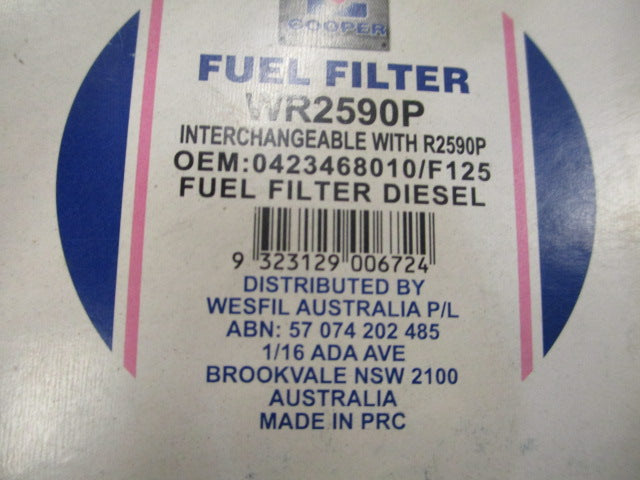 COOPER
FUEL FILTER
WR2590P
INTERCHANGEABLE WITH R2590P
OEM:0423468010/F125
FUEL FILTER DIESEL
9 323129 006724
DISTRIBUTED BY
WESFIL AUSTRALIA P/L
ABN: 57 074 202 485
1/16 ADA AVE
BROOKVALE NSW 2100
AUSTRALIA
MADE IN PRC